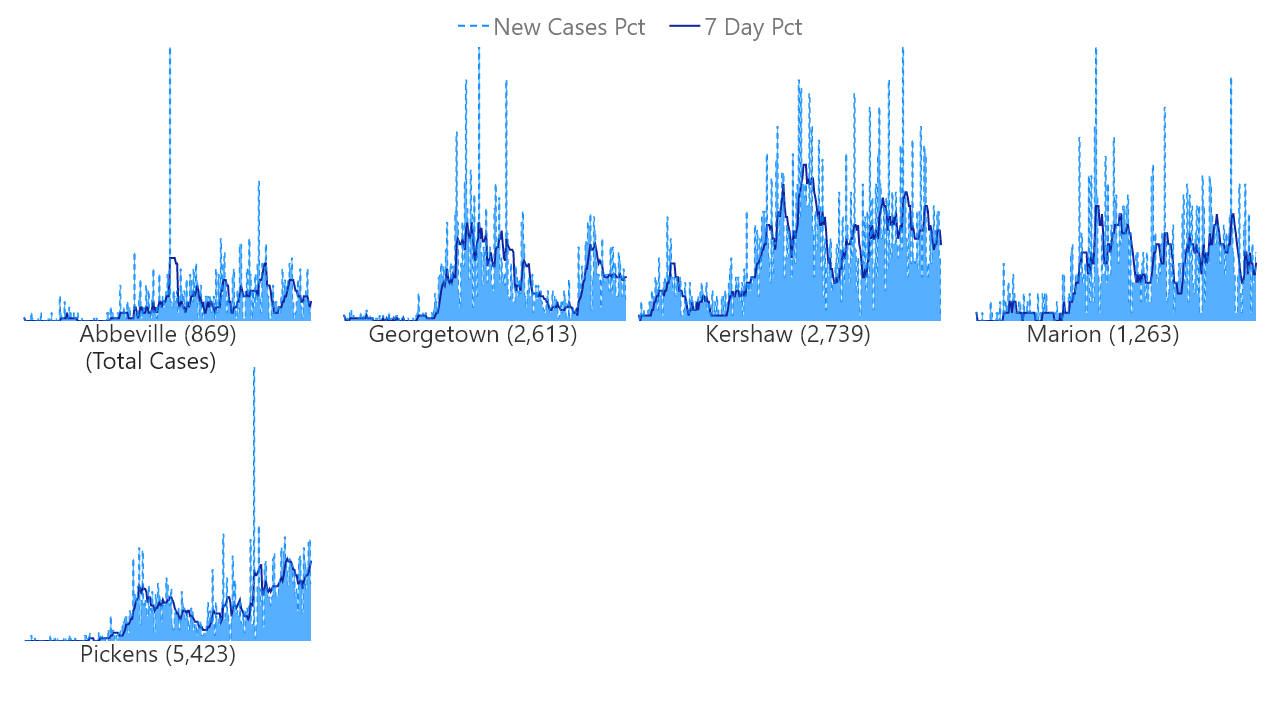 New Cases Pct 7 Day Pct
Abbeville (869) Georgetown (2,613) Kershaw (2,739) Marion (1,263)
(Total Cases)
Pickens (5,423)